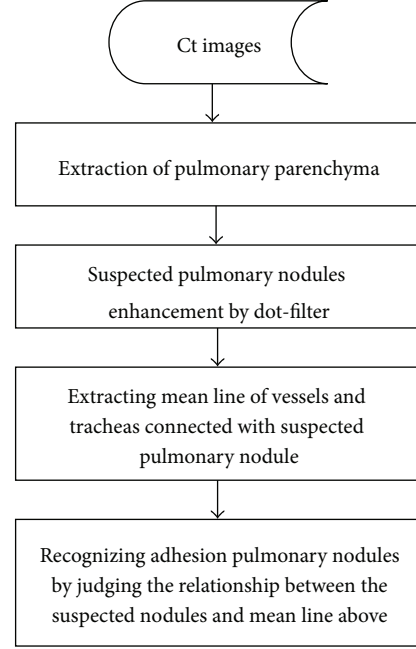 Ct images
Extraction of pulmonary parenchyma
Suspected pulmonary nodules
enhancement by dot-filter
Extracting mean line of vessels and
tracheas connected with suspected
pulmonary nodule
Recognizing adhesion pulmonary nodules
by judging the relationship between the
suspected nodules and mean line above